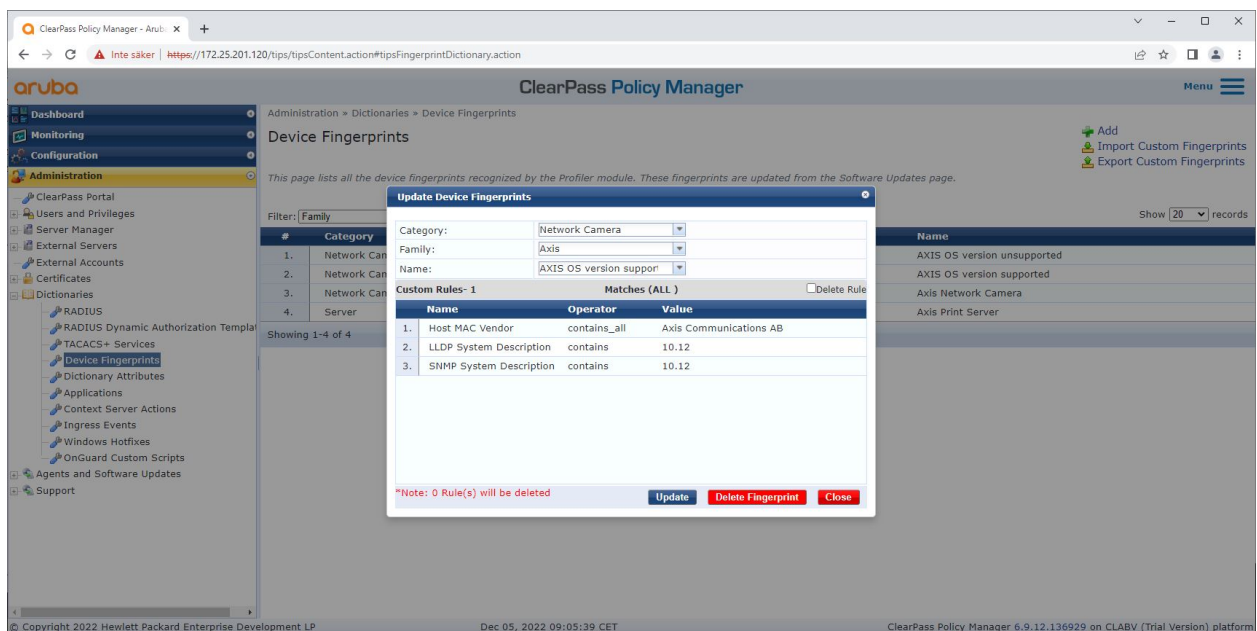 ClearPass Policy Manager - Arub
Inte säker | https://172.25.201.120/tips/tipsContent.action#tipsFingerprintDictionary.action
aruba ClearPass Policy Manager Menu
Dashboard
Monitoring
Configuration
Administration
ClearPass Portal
Users and Privileges
Server Manager
External Servers
External Accounts
Certificates
Dictionaries
RADIUS
RADIUS Dynamic Authorization Templat
TACACS+ Services
Device Fingerprints
Dictionary Attributes
Applications
Context Server Actions
Ingress Events
Windows Hotfixes
OnGuard Custom Scripts
Agents and Software Updates
Support
Administration » Dictionaries » Device Fingerprints
Device Fingerprints
Add
Import Custom Fingerprints
Export Custom Fingerprints
This page lists all the device fingerprints recognized by the Profiler module. These fingerprints are updated from the Software Updates page.
Filter: Family Show 20 records
# Category Name
1. Network Cam AXIS OS version unsupported
2. Network Cam AXIS OS version supported
3. Network Cam Axis Network Camera
4. Server Axis Print Server
Showing 1-4 of 4
Update Device Fingerprints
Category: Network Camera
Family: Axis
Name: AXIS OS version support
Custom Rules- 1 Matches (ALL ) Delete Rule
Name Operator Value
1. Host MAC Vendor contains_all Axis Communications AB
2. LLDP System Description contains 10.12
3. SNMP System Description contains 10.12
*Note: 0 Rule(s) will be deleted Update Delete Fingerprint Close
© Copyright 2022 Hewlett Packard Enterprise Development LP Dec 05, 2022 09:05:39 CET ClearPass Policy Manager 6.9.12.136929 on CLABV (Trial Version) platform